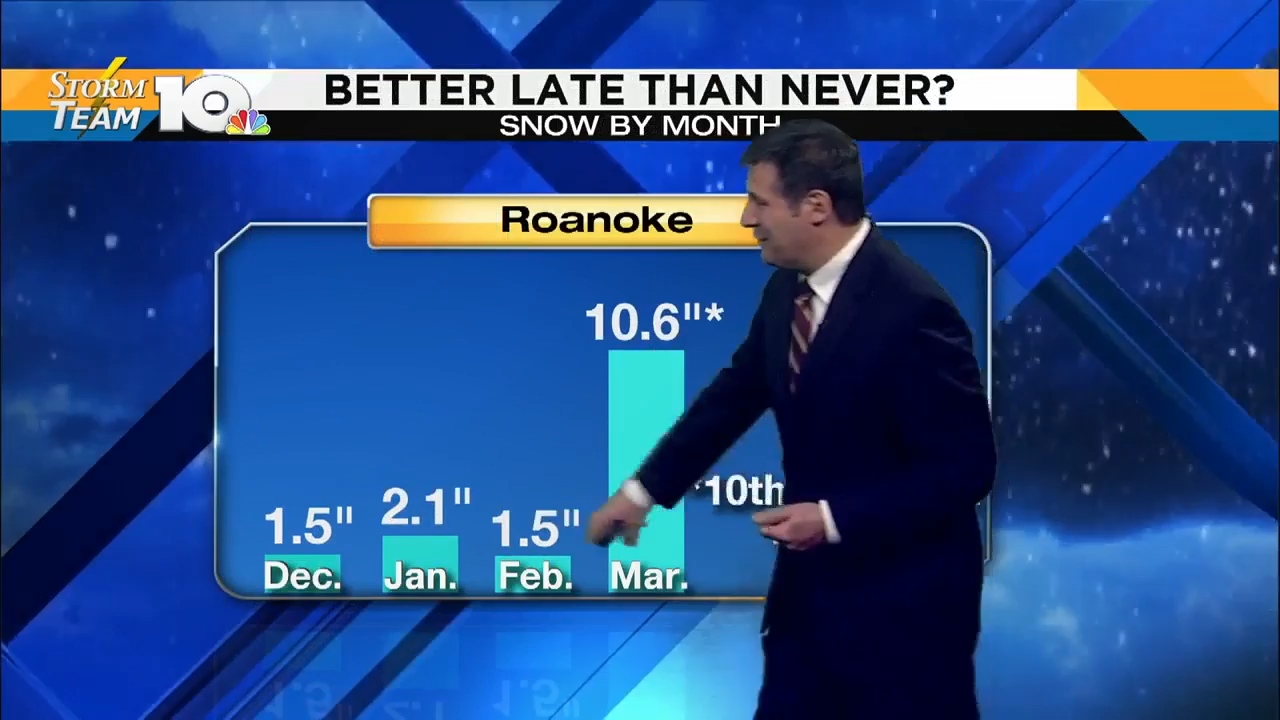 STORM
TEAM 10
BETTER LATE THAN NEVER?
SNOW BY MONTH
Roanoke
10.6"*
2.1"
1.5" 1.5"
*10th
Dec. Jan. Feb. Mar.